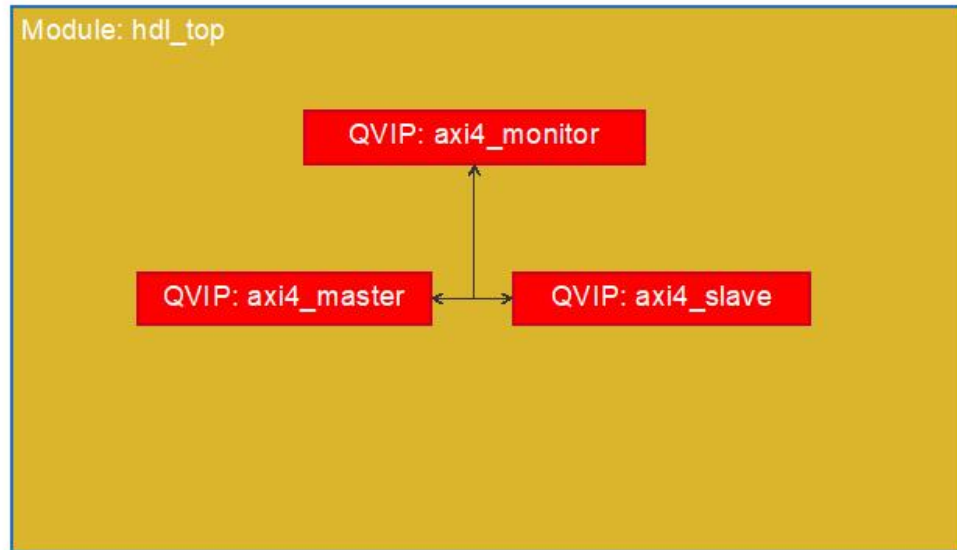 Module: hdl_top
QVIP: axi4_monitor
QVIP: axi4_master
QVIP: axi4_slave